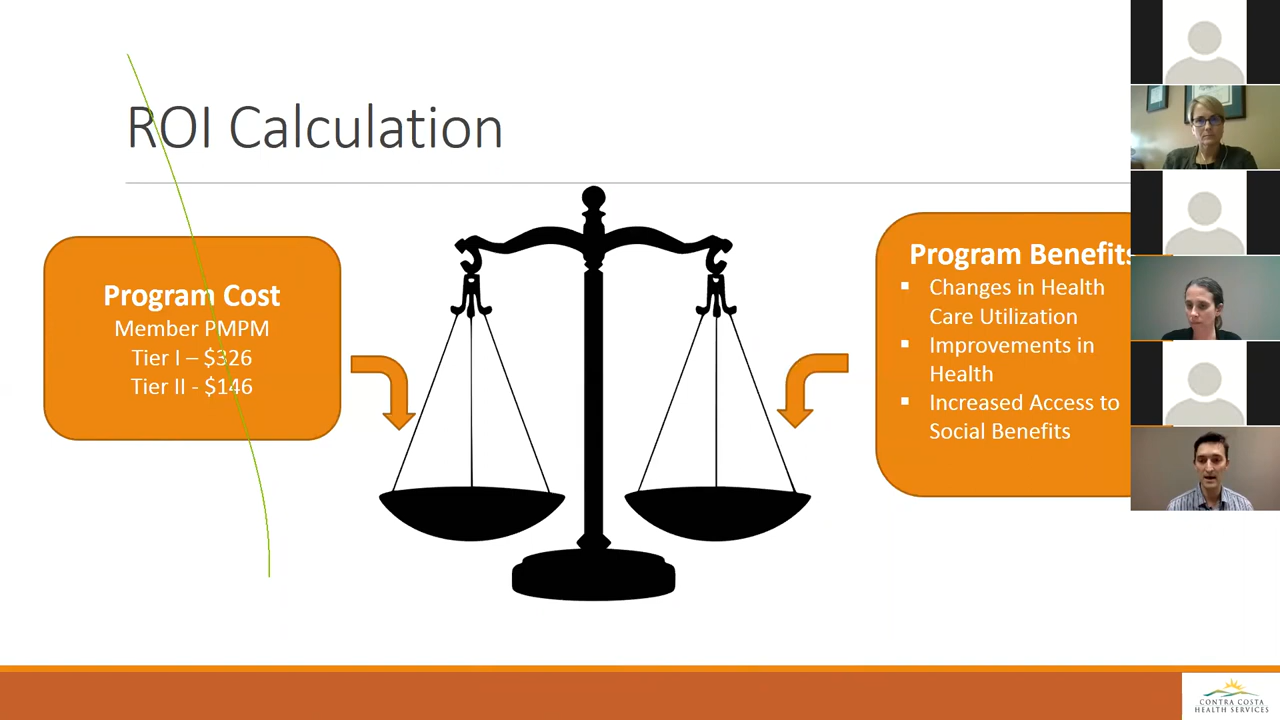 ROI Calculation
Program Cost
Member PMPM
Tier I – $326
Tier II - $146
Program Benefits
▪ Changes in Health
Care Utilization
▪ Improvements in
Health
▪ Increased Access to
Social Benefits
CONTRA COSTA
HEALTH SERVICES